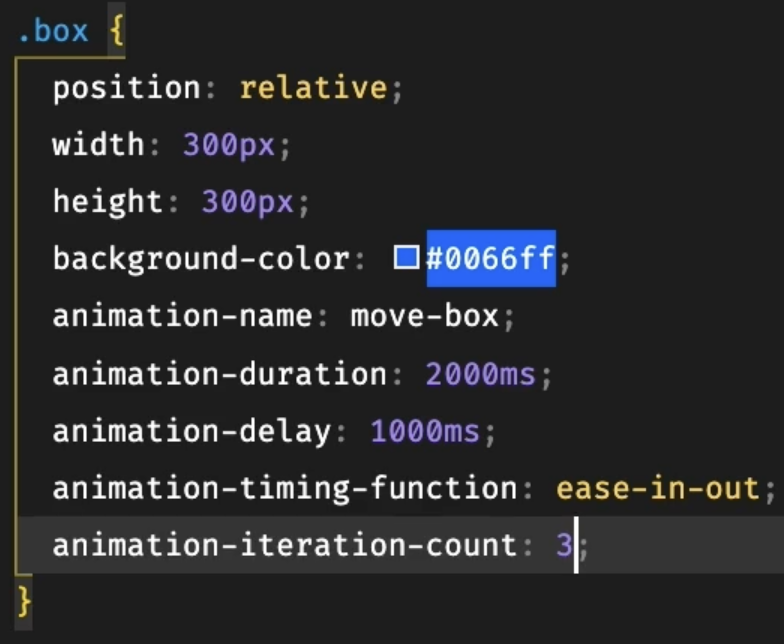 .box {
position: relative;
width: 300px;
height: 300px;
background-color: #0066ff;
animation-name: move-box;
animation-duration: 2000ms;
animation-delay: 1000ms;
animation-timing-function: ease-in-out;
animation-iteration-count: 3;
}